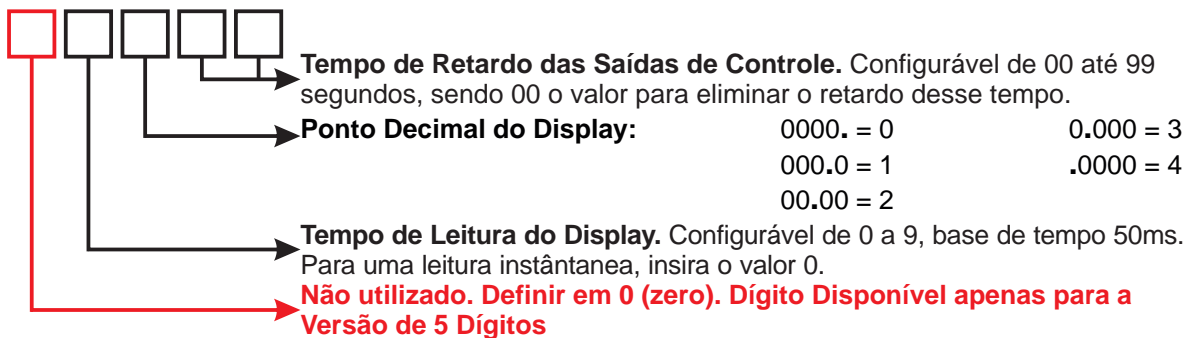 Tempo de Retardo das Saídas de Controle. Configurável de 00 até 99
segundos, sendo 00 o valor para eliminar o retardo desse tempo.
Ponto Decimal do Display: 0000. = 0 0.000 = 3
000.0 = 1 .0000 = 4
00.00 = 2
Tempo de Leitura do Display. Configurável de 0 a 9, base de tempo 50ms.
Para uma leitura instântanea, insira o valor 0.
Não utilizado. Definir em 0 (zero). Dígito Disponível apenas para a
Versão de 5 Dígitos